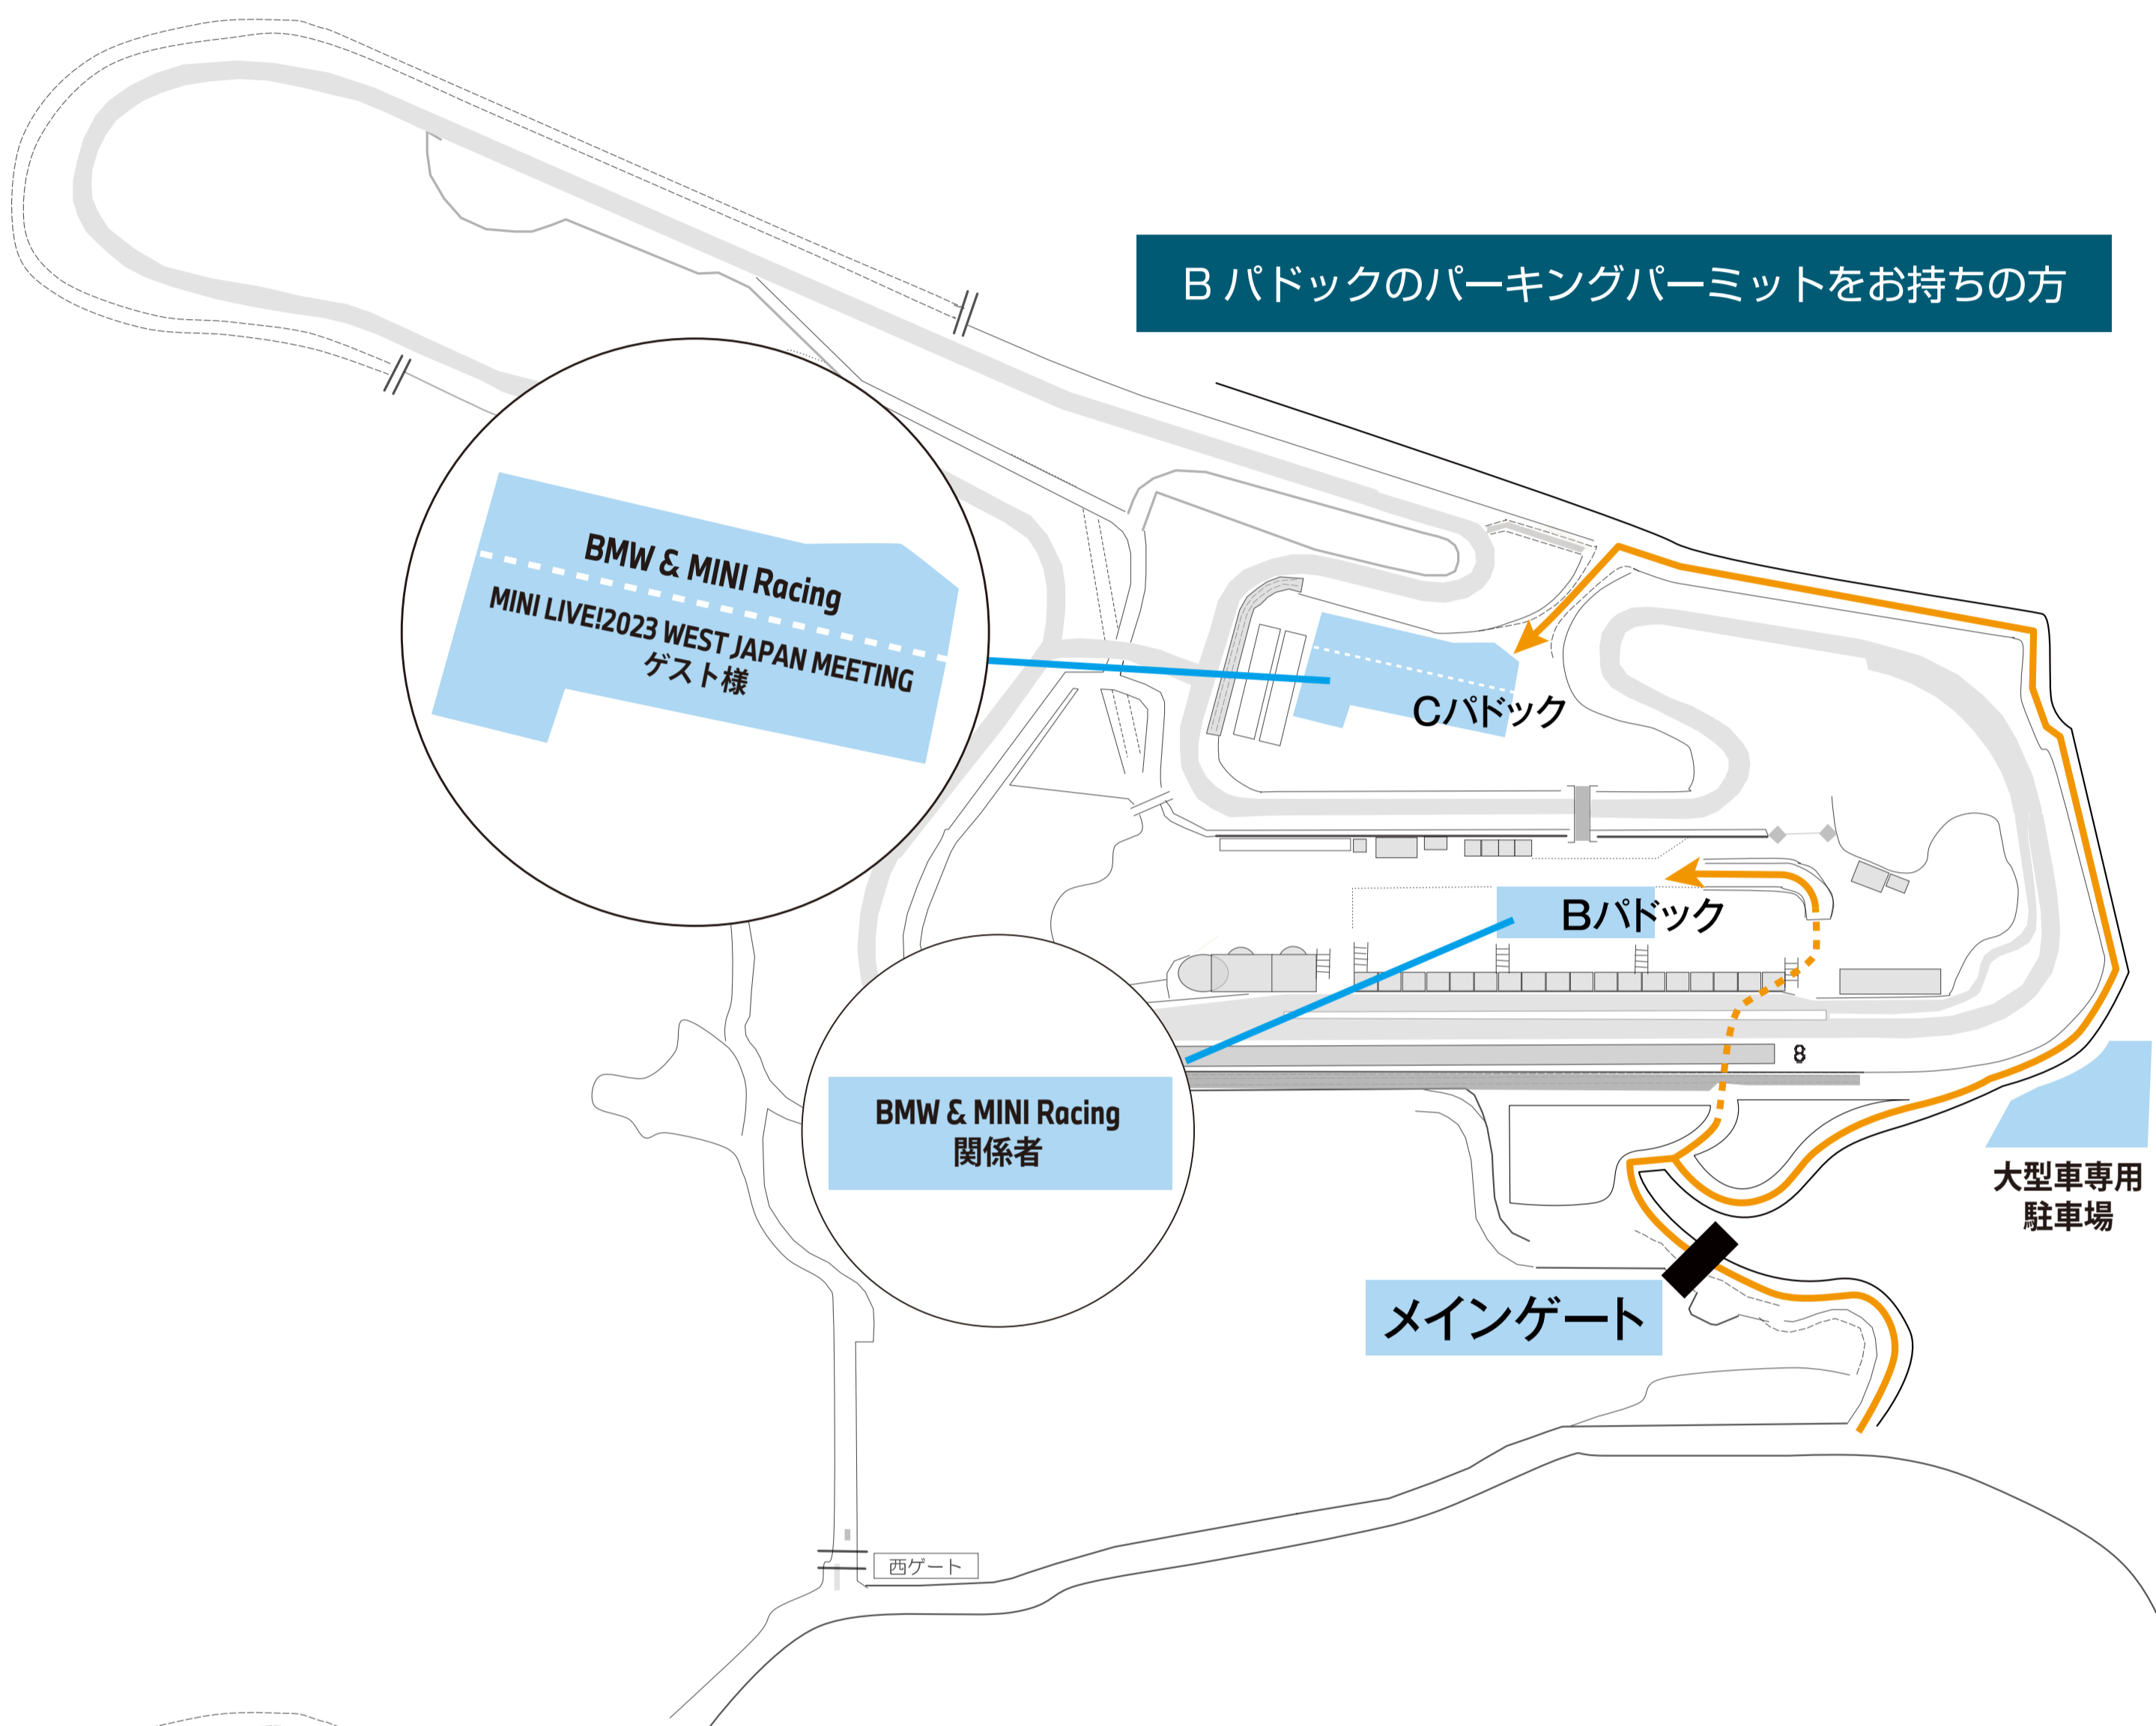 B パドックのパーキングパーミットをお持ちの方
BMW & MINI Racing
MINI LIVE!2023 WEST JAPAN MEETING
ゲスト様
Cパドック
Bパドック
8
BMW & MINI Racing
関係者
大型車専用
駐車場
メインゲート
西ゲート